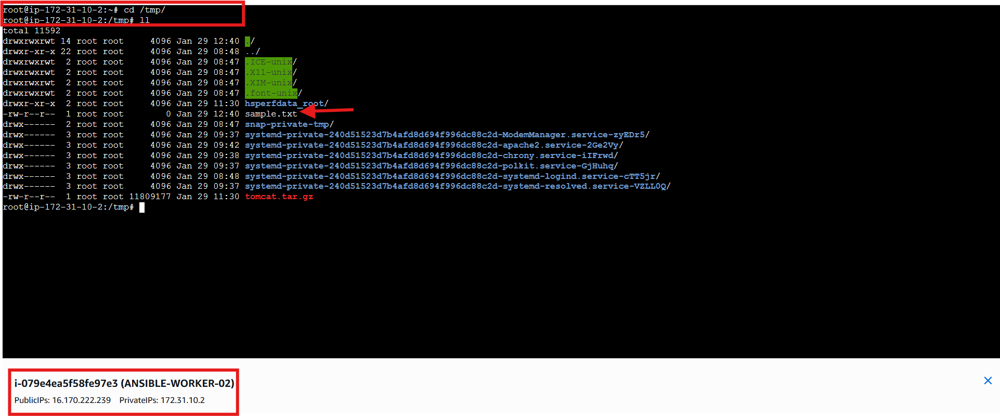 root@ip-172-31-10-2:~# cd /tmp/
root@ip-172-31-10-2:/tmp# ll
total 11592
drwxrwxrwt 14 root root     4096 Jan 29 12:40 ./
drwxr-xr-x 22 root root     4096 Jan 29 08:48 ../
drwxrwxrwt  2 root root     4096 Jan 29 08:47 .ICE-unix/
drwxrwxrwt  2 root root     4096 Jan 29 08:47 .X11-unix/
drwxrwxrwt  2 root root     4096 Jan 29 08:47 .XIM-unix/
drwxrwxrwt  2 root root     4096 Jan 29 08:47 .font-unix/
drwxr-xr-x  2 root root     4096 Jan 29 11:30 hsperfdata_root/
-rw-r--r--  1 root root        0 Jan 29 12:40 sample.txt
drwx------  2 root root     4096 Jan 29 08:47 snap-private-tmp/
drwx------  3 root root     4096 Jan 29 09:37 systemd-private-240d51523d7b4afd8d694f996dc88c2d-ModemManager.service-zyEDr5/
drwx------  3 root root     4096 Jan 29 09:42 systemd-private-240d51523d7b4afd8d694f996dc88c2d-apache2.service-2Ge2Vy/
drwx------  3 root root     4096 Jan 29 09:38 systemd-private-240d51523d7b4afd8d694f996dc88c2d-chrony.service-iIFrwd/
drwx------  3 root root     4096 Jan 29 09:37 systemd-private-240d51523d7b4afd8d694f996dc88c2d-polkit.service-GjHuhq/
drwx------  3 root root     4096 Jan 29 08:48 systemd-private-240d51523d7b4afd8d694f996dc88c2d-systemd-logind.service-cTT5jr/
drwx------  3 root root     4096 Jan 29 09:37 systemd-private-240d51523d7b4afd8d694f996dc88c2d-systemd-resolved.service-VZLL0Q/
-rw-r--r--  1 root root 11809177 Jan 29 11:30 tomcat.tar.gz
root@ip-172-31-10-2:/tmp#
i-079e4ea5f58fe97e3 (ANSIBLE-WORKER-02)
PublicIPs: 16.170.222.239 PrivateIPs: 172.31.10.2